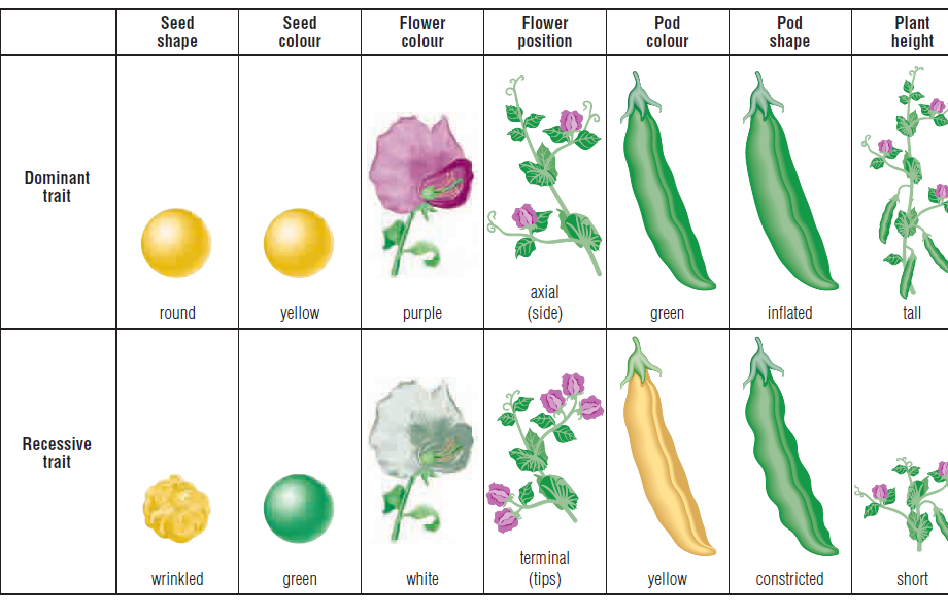 Seed shape
Seed colour
Flower colour
Flower position
Pod colour
Pod shape
Plant height
Dominant trait
round
yellow
purple
axial (side)
green
inflated
tall
Recessive trait
wrinkled
green
white
terminal (tips)
yellow
constricted
short